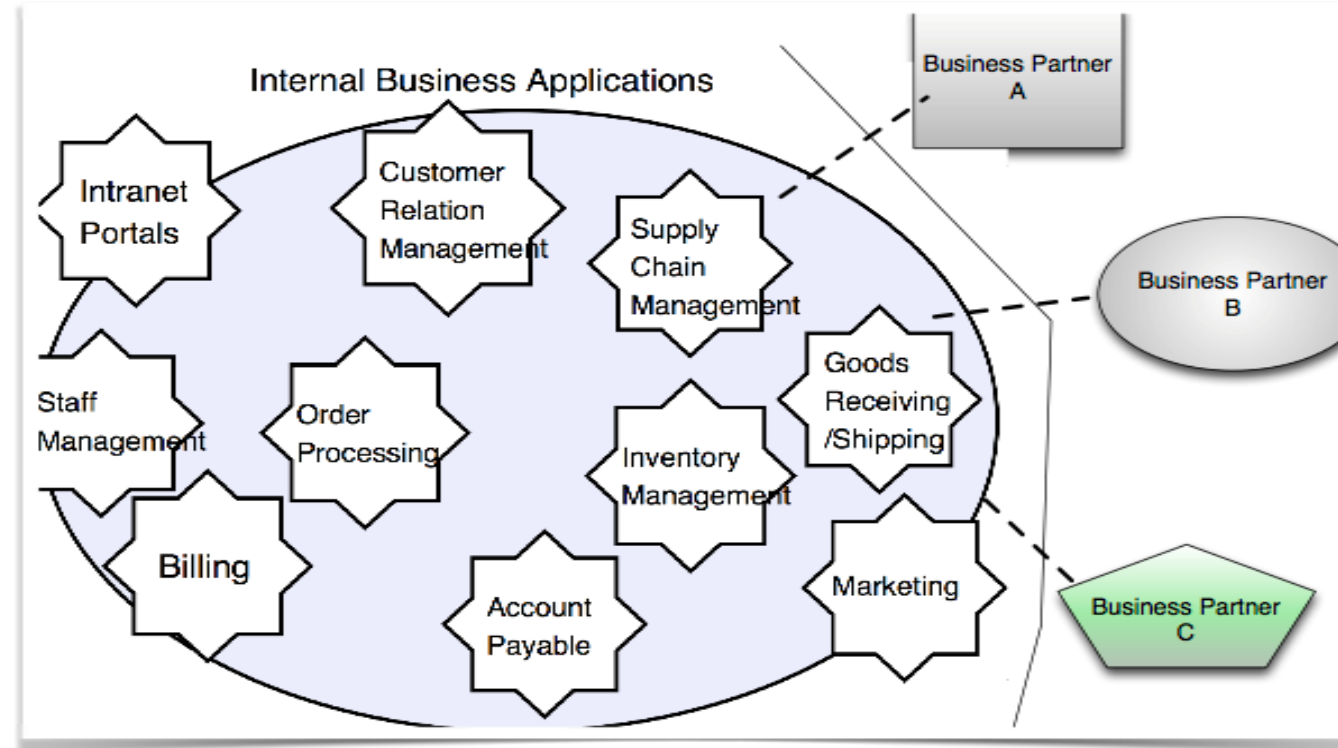 Internal Business Applications
Business Partner
A
Intranet
Portals
Customer
Relation
Management
Supply
Chain
Management
Business Partner
B
Goods
Receiving
/Shipping
Staff
Management
Order
Processing
Inventory
Management
Billing
Account
Payable
Marketing
Business Partner
C